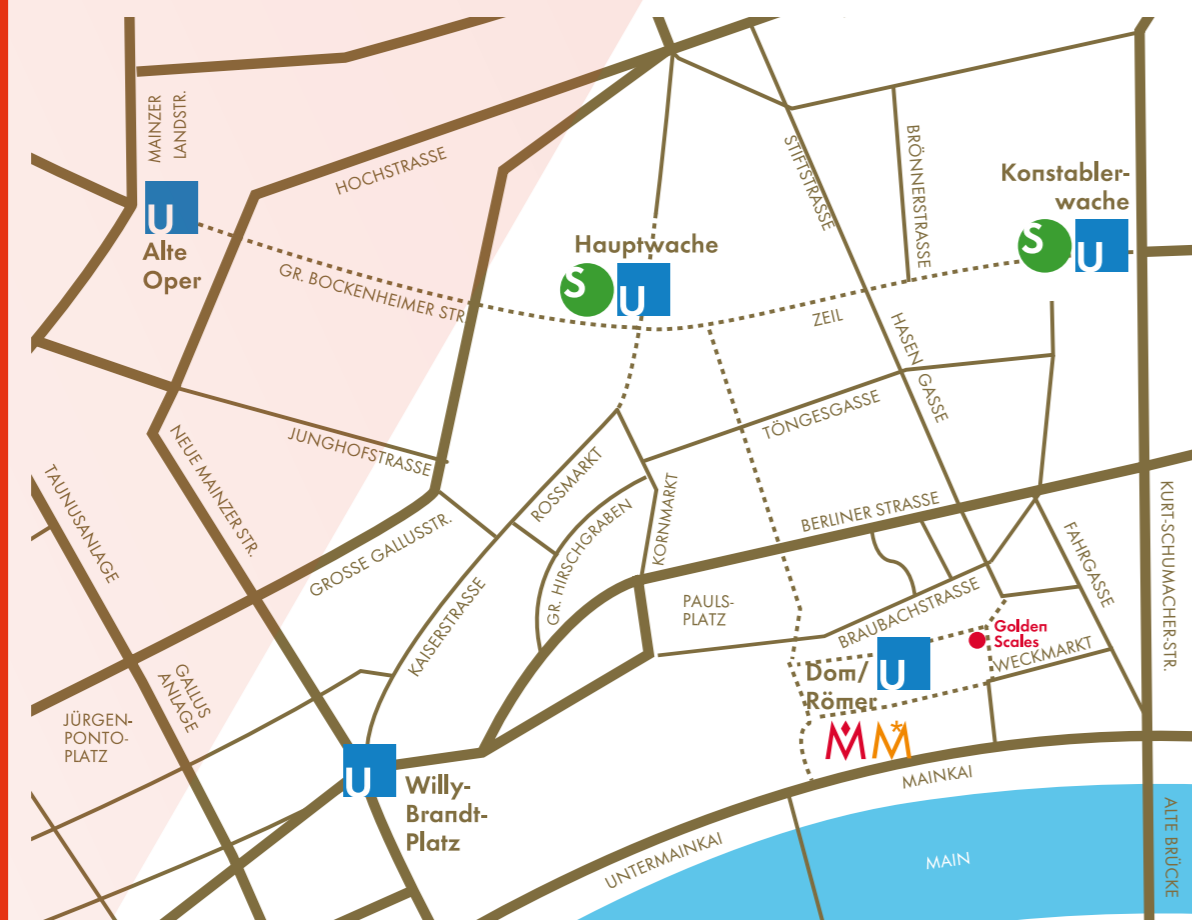 MAINZER
LANDSTR.
HOCHSTRASSE
STIFTSTRASSE
BRÖNNERSTRASSE
Konstabler-
wache
S U
U
Alte
Oper
Hauptwache
S U
GR. BOCKENHEIMER STR.
ZEIL
HASENGASSE
TÖNGESGASSE
JUNGHOFSTRASSE
NEUE MAINZER STR.
ROSSMARKT
KORNMARKT
GR. HIRSCHGRABEN
TAUNUSANLAGE
GROSSE GALLUSSTR.
BERLINER STRASSE
KURT-SCHUMACHER-STR.
FAHRGASSE
KAISERSTRASSE
PAULS-
PLATZ
BRAUBACHSTRASSE
Golden
Scales
WECKMARKT
U
Dom/
Römer
M M
GALLUS
ANLAGE
JÜRGEN-
PONTO-
PLATZ
U
Willy-
Brandt-
Platz
MAINKAI
UNTERMAINKAI
MAIN
ALTE BRÜCKE